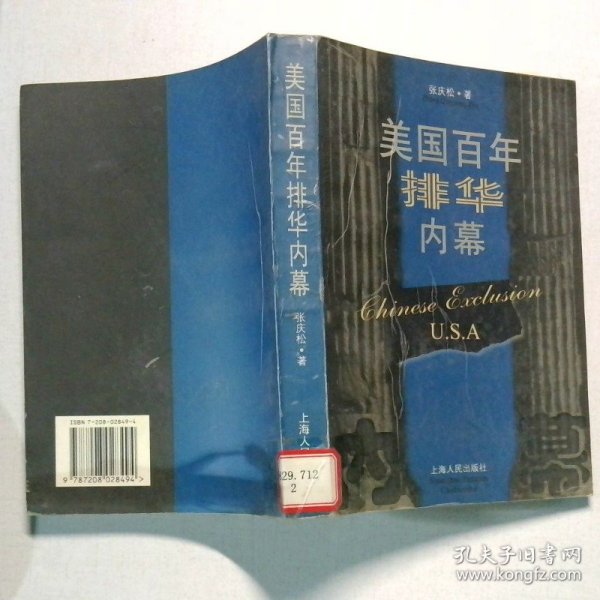 张庆松·著
美国百年
排华
内幕
Chinese Exclusion
U.S.A
上海人民出版社
美国百年排华内幕
张庆松·著
上海人
829.712
2
ISBN 7-208-02849-4
9 787208 028494 >
孔夫子旧书网
www.kongfz.com